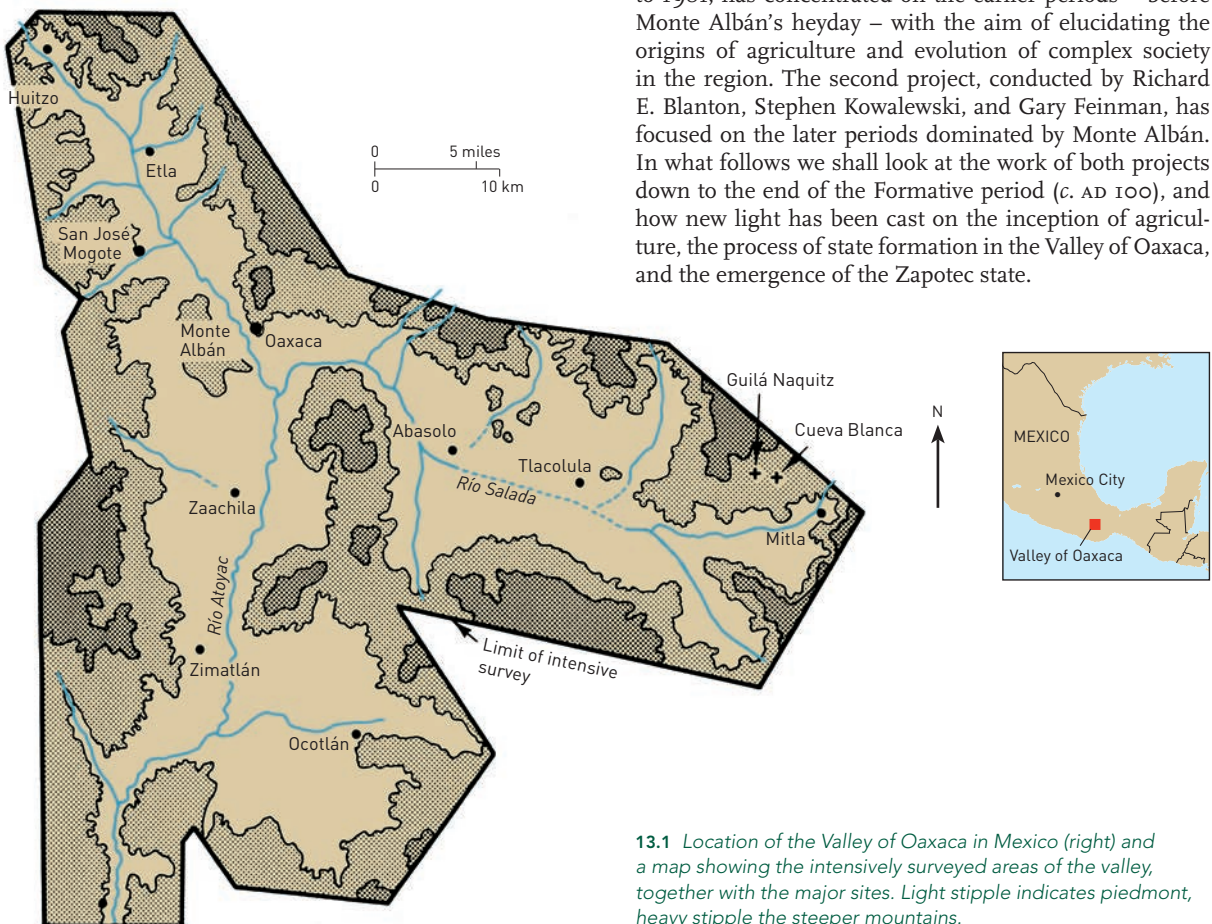 to 1981, has concentrated on the earlier periods – before
Monte Albán’s heyday – with the aim of elucidating the
origins of agriculture and evolution of complex society
in the region. The second project, conducted by Richard
E. Blanton, Stephen Kowalewski, and Gary Feinman, has
focused on the later periods dominated by Monte Albán.
In what follows we shall look at the work of both projects
down to the end of the Formative period (c. AD 100), and
how new light has been cast on the inception of agricul-
ture, the process of state formation in the Valley of Oaxaca,
and the emergence of the Zapotec state.
Huitzo
0 5 miles
0 10 km
Etla
San José
Mogote
Monte
Albán
Oaxaca
Guilá Naquitz
Cueva Blanca
Abasolo
Tlacolula
Río Salada
Zaachila
Mitla
Río Atoyac
Limit of intensive
survey
Zimatlán
Ocotlán
N
MEXICO
Mexico City
Valley of Oaxaca
13.1 Location of the Valley of Oaxaca in Mexico (right) and
a map showing the intensively surveyed areas of the valley,
together with the major sites. Light stipple indicates piedmont,
heavy stipple the steeper mountains.